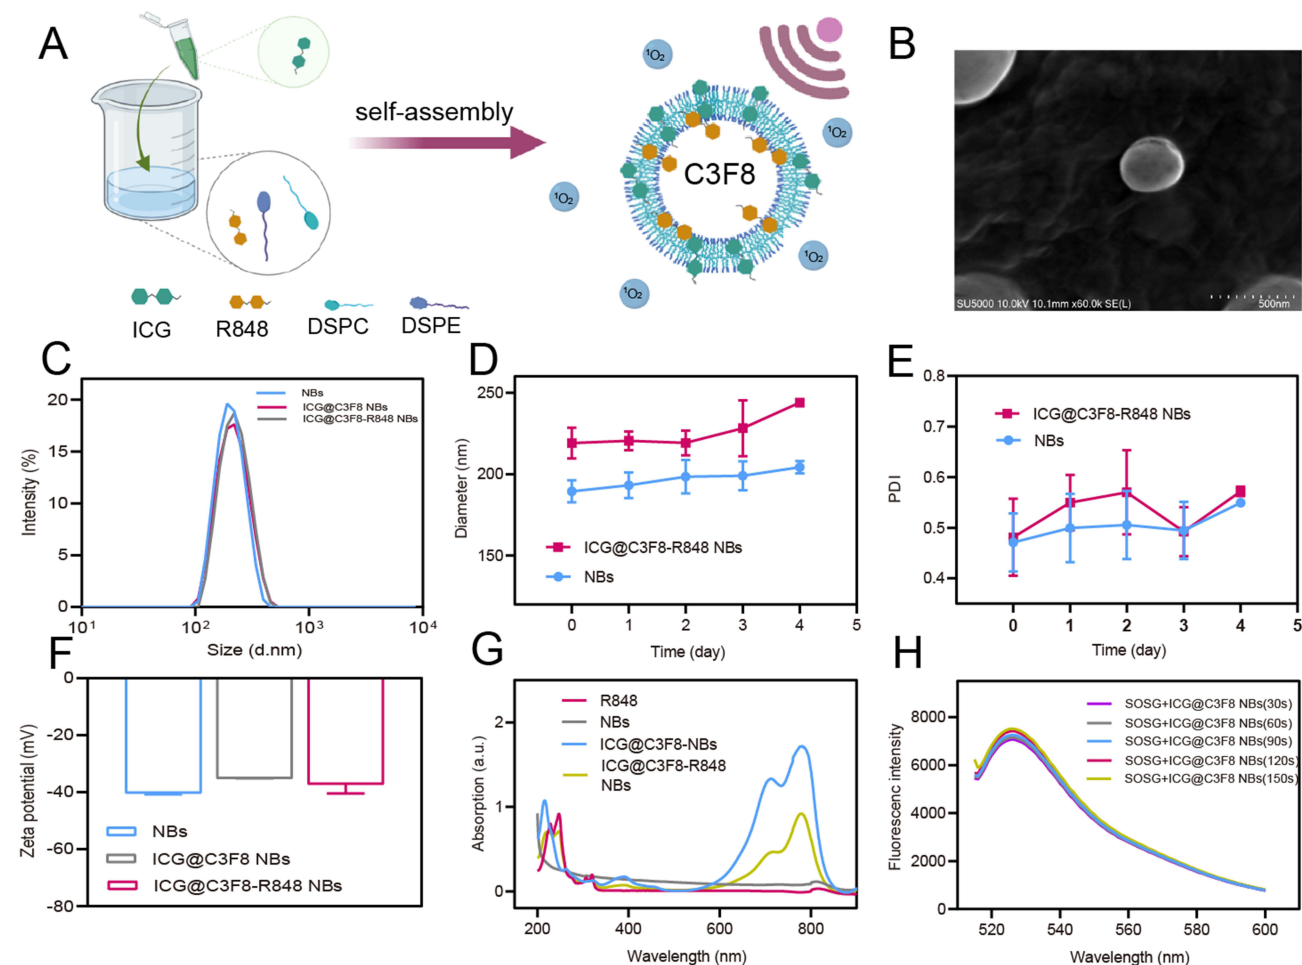 A
self-assembly
¹O₂
¹O₂
¹O₂
¹O₂
¹O₂
C3F8
ICG
R848
DSPC
DSPE
B
SU5000 10.0kV 10.1mm x60.0k SE(L)
500nm
C
Intensity (%)
20
15
10
5
0
10¹
10²
10³
10⁴
Size (d.nm)
NBs
ICG@C3F8 NBs
ICG@C3F8-R848 NBs
D
Diameter (nm)
250
200
150
0
1
2
3
4
5
Time (day)
ICG@C3F8-R848 NBs
NBs
E
PDI
0.8
0.6
0.5
0.4
0
1
2
3
4
5
Time (day)
ICG@C3F8-R848 NBs
NBs
F
Zeta potential (mV)
0
-20
-40
-60
-80
NBs
ICG@C3F8 NBs
ICG@C3F8-R848 NBs
G
Absorption (a.u.)
2
1
0
200
400
600
800
Wavelength (nm)
R848
NBs
ICG@C3F8-NBs
ICG@C3F8-R848
NBs
H
Fluorescenc intensity
8000
6000
4000
2000
0
520
540
560
580
600
Wavelength (nm)
SOSG+ICG@C3F8 NBs(30s)
SOSG+ICG@C3F8 NBs(60s)
SOSG+ICG@C3F8 NBs(90s)
SOSG+ICG@C3F8 NBs(120s)
SOSG+ICG@C3F8 NBs(150s)